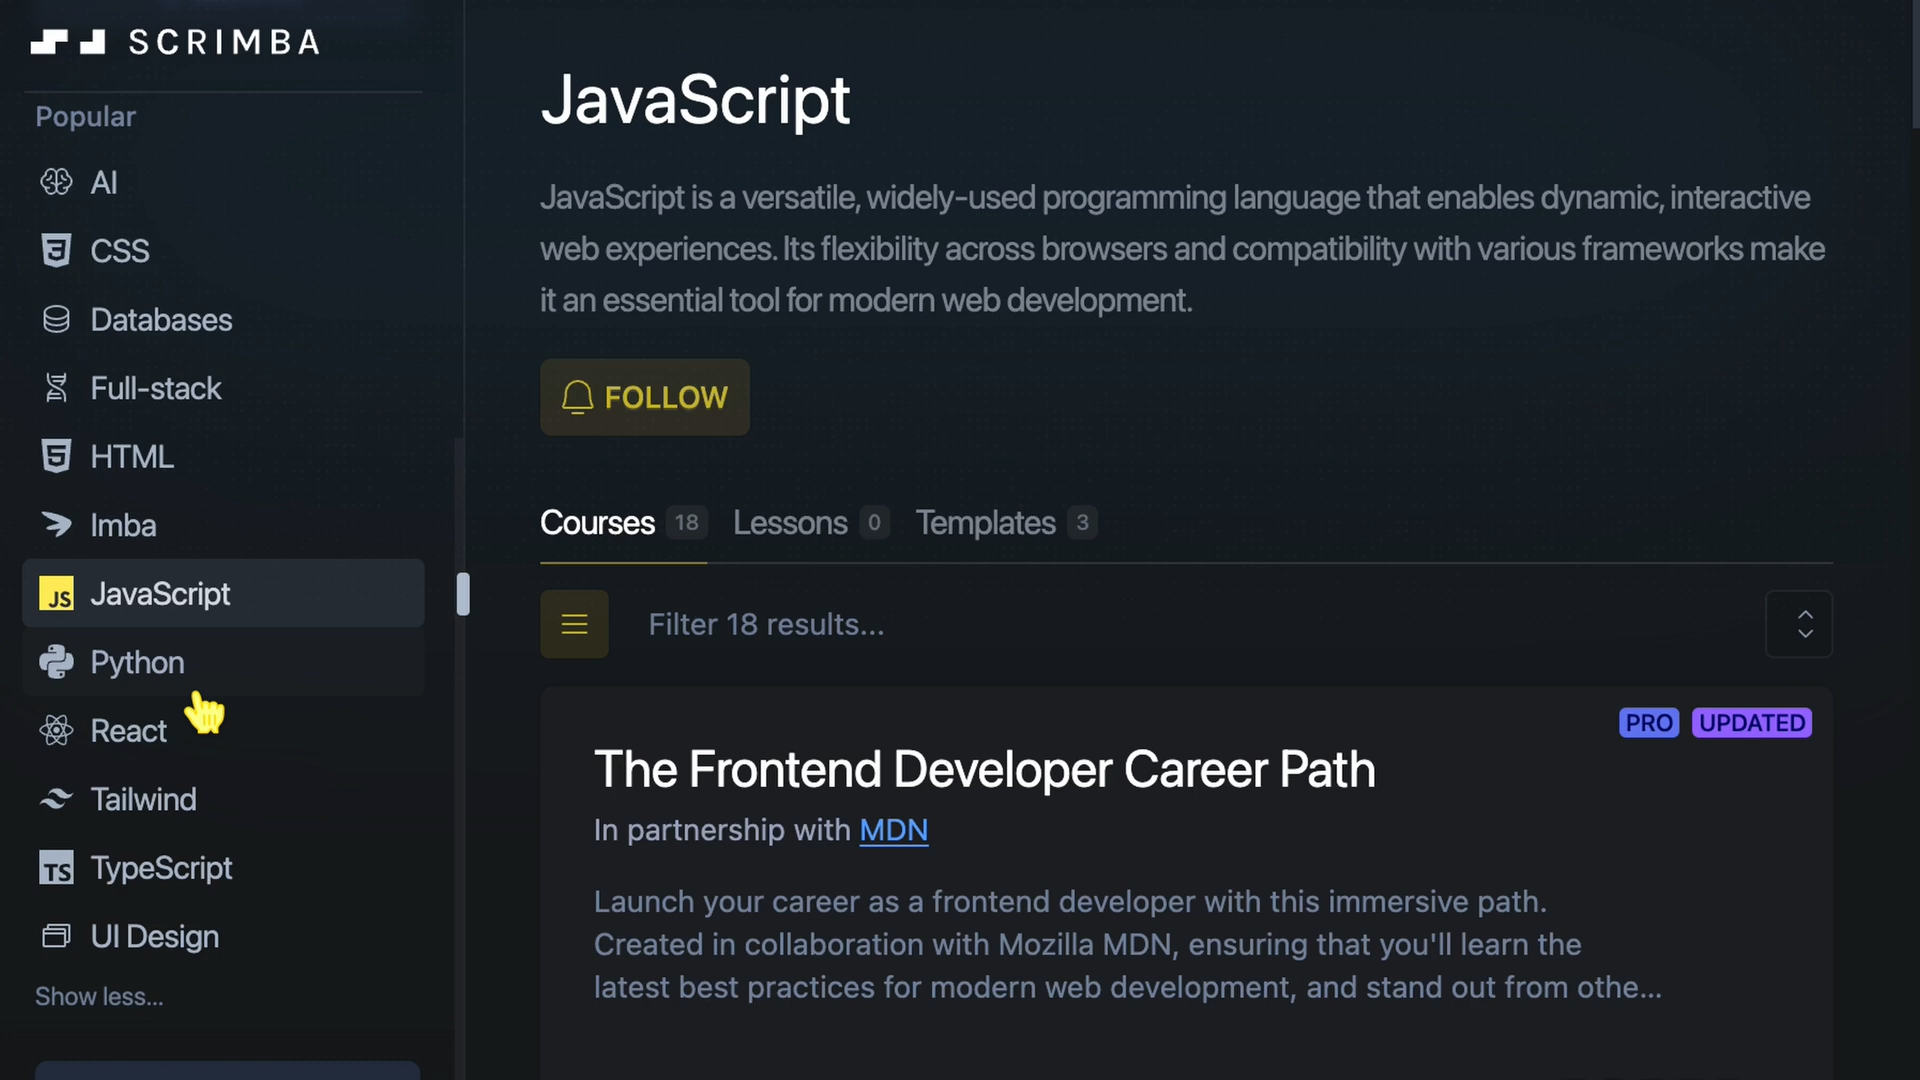 SCRIMBA
Popular
AI
CSS
Databases
Full-stack
HTML
Imba
JS JavaScript
Python
React
Tailwind
TS TypeScript
UI Design
Show less...
JavaScript
JavaScript is a versatile, widely-used programming language that enables dynamic, interactive
web experiences. Its flexibility across browsers and compatibility with various frameworks make
it an essential tool for modern web development.
FOLLOW
Courses 18 Lessons 0 Templates 3
Filter 18 results...
PRO UPDATED
The Frontend Developer Career Path
In partnership with MDN
Launch your career as a frontend developer with this immersive path.
Created in collaboration with Mozilla MDN, ensuring that you'll learn the
latest best practices for modern web development, and stand out from othe...